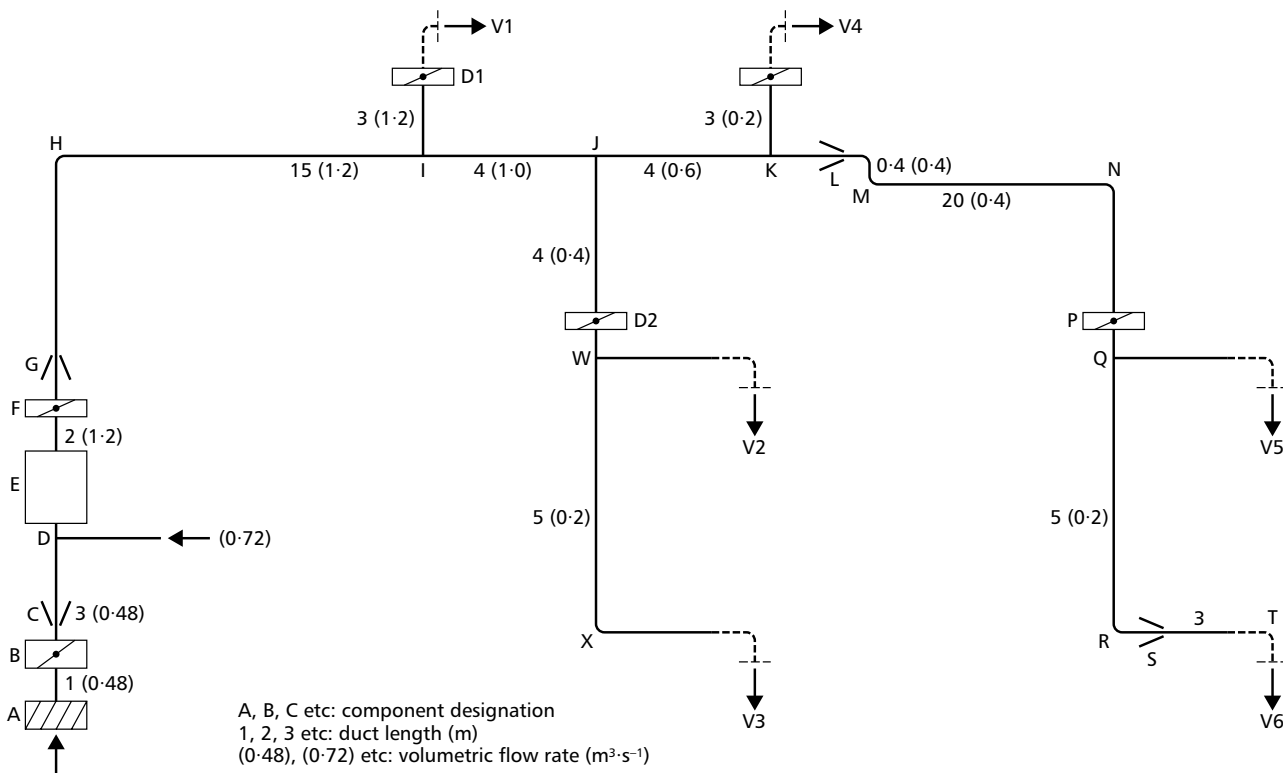 V1
V4
D1
3 (1·2)
3 (0·2)
H
J
N
15 (1·2)
I
4 (1·0)
4 (0·6)
K
L
0·4 (0·4)
M
20 (0·4)
4 (0·4)
D2
P
W
Q
G
F
2 (1·2)
V2
V5
E
5 (0·2)
5 (0·2)
D
(0·72)
C
3 (0·48)
X
R
S
3
T
B
1 (0·48)
A
V3
V6
A, B, C etc: component designation
1, 2, 3 etc: duct length (m)
(0·48), (0·72) etc: volumetric flow rate (m³·s⁻¹)